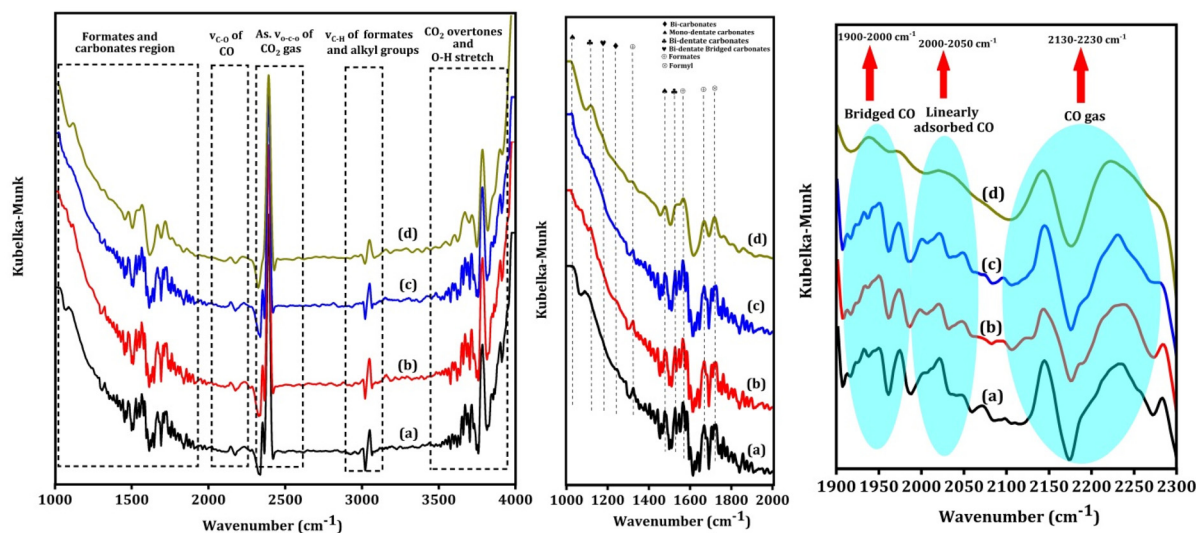 Formates and
carbonates region
ν C-O of
CO
As. ν o-c-o of
CO2 gas
ν C-H of formates
and alkyl groups
CO2 overtones
and
O-H stretch
Kubelka-Munk
(d)
(c)
(b)
(a)
1000 1500 2000 2500 3000 3500 4000
Wavenumber (cm-1)
♦ Bi-carbonates
▲ Mono-dentate carbonates
♣ Bi-dentate carbonates
♥ Bi-dentate Bridged carbonates
Formates
Formyl
Kubelka-Munk
(d)
(c)
(b)
(a)
1000 1200 1400 1600 1800 2000
Wavenumber (cm-1)
1900-2000 cm-1
2000-2050 cm-1
2130-2230 cm-1
Bridged CO
Linearly
adsorbed CO
CO gas
Kubelka-Munk
(d)
(c)
(b)
(a)
1900 1950 2000 2050 2100 2150 2200 2250 2300
Wavenumber (cm-1)